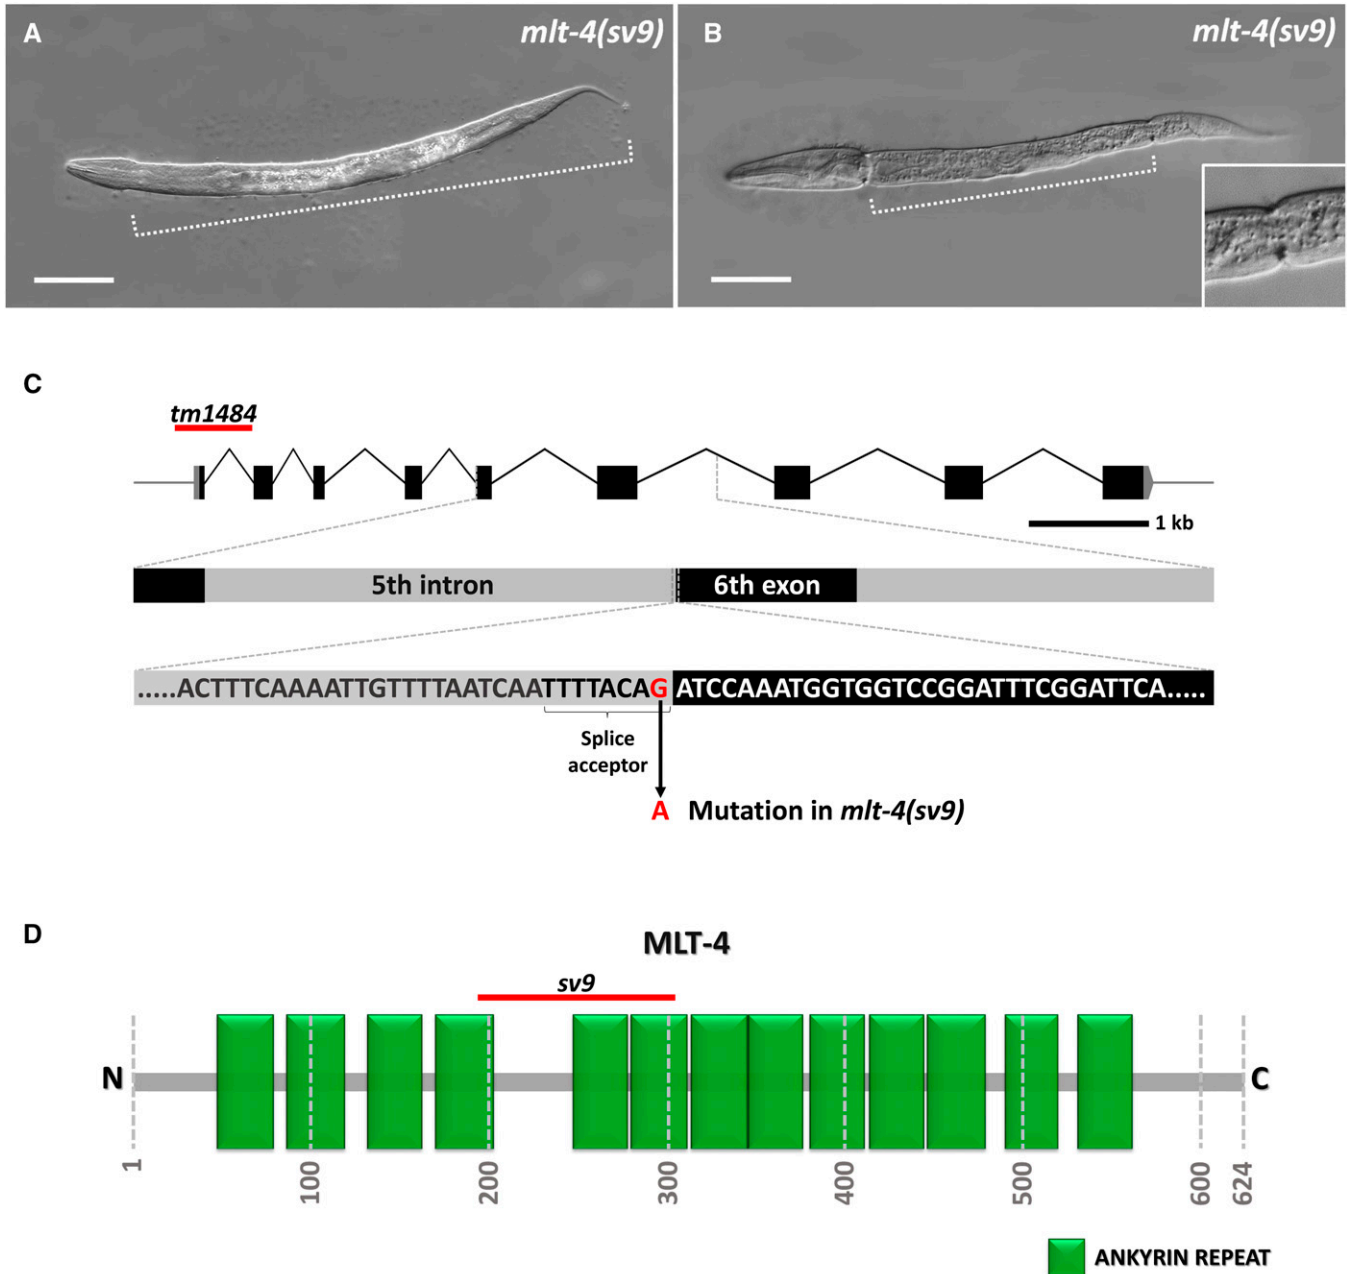 A
mlt-4(sv9)
B
mlt-4(sv9)
C
tm1484
1 kb
5th intron
6th exon
.....ACTTTCAAAATTGTTTTAATCAATTTTACAG ATCCAAATGGTGGTCCGGATTTCGGATTCA.....
Splice
acceptor
A Mutation in mlt-4(sv9)
D
MLT-4
sv9
N
C
1
100
200
300
400
500
600
624
ANKYRIN REPEAT